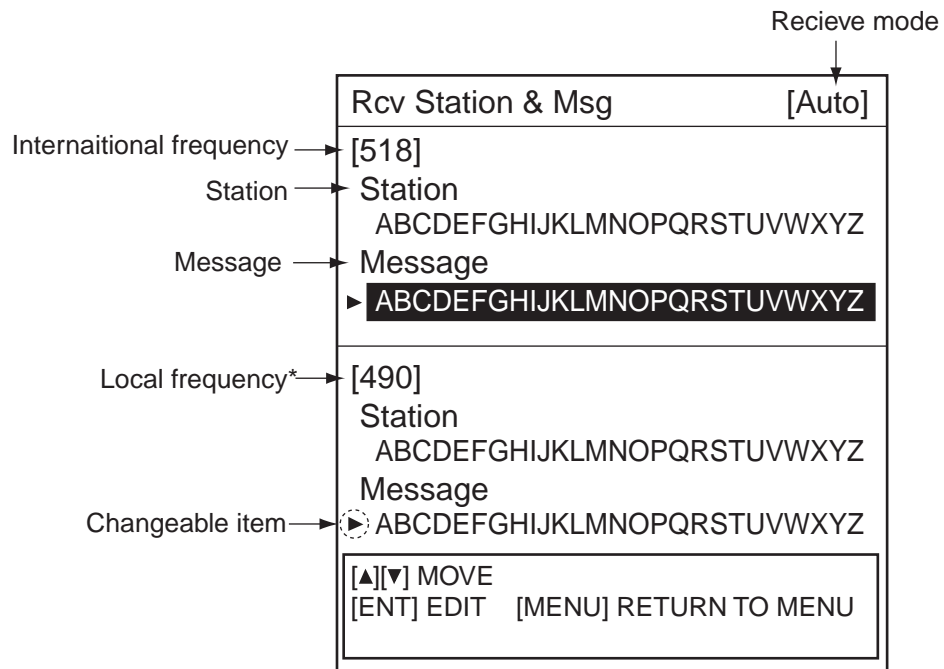 Recieve mode
Rcv Station & Msg [Auto]
Internaitional frequency [518]
Station Station
ABCDEFGHIJKLMNOPQRSTUVWXYZ
Message Message
▶ ABCDEFGHIJKLMNOPQRSTUVWXYZ
Local frequency* [490]
Station
ABCDEFGHIJKLMNOPQRSTUVWXYZ
Message
Changeable item ▶ ABCDEFGHIJKLMNOPQRSTUVWXYZ
[▲][▼] MOVE
[ENT] EDIT [MENU] RETURN TO MENU